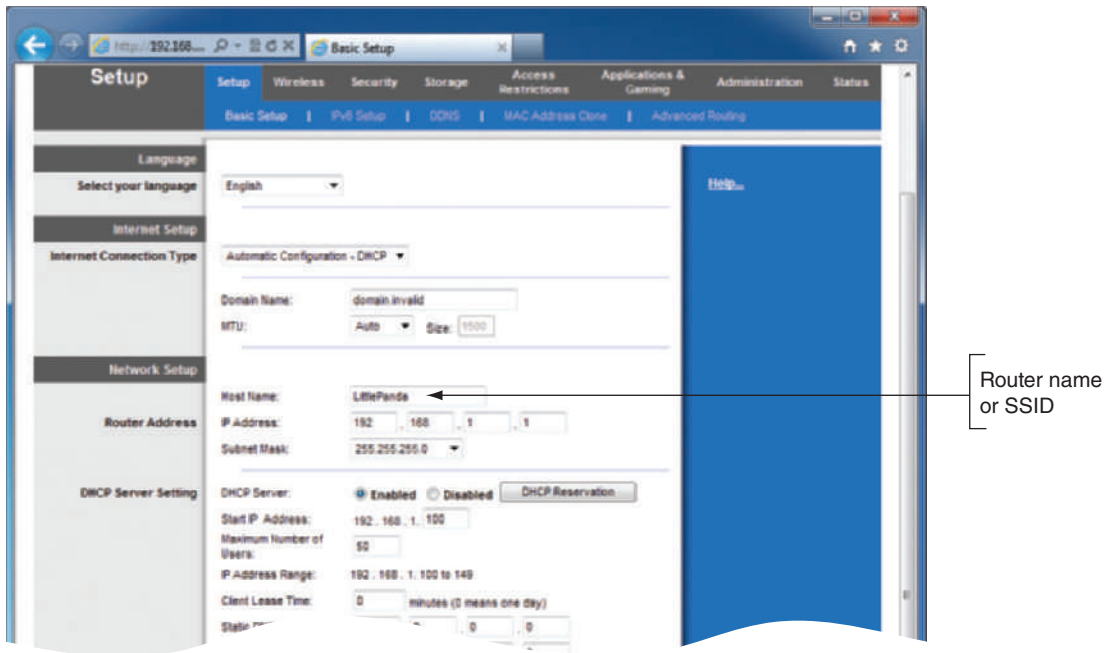 http://192.168....
Basic Setup
Setup
Setup Wireless Security Storage Access Restrictions Applications & Gaming Administration Status
Basic Setup | IPv6 Setup | DDNS | MAC Address Clone | Advanced Routing
Language
Select your language English
Help...
Internet Setup
Internet Connection Type Automatic Configuration - DHCP
Domain Name: domain.invalid
MTU: Auto Size: 1500
Network Setup
Host Name: LittlePanda
Router name
or SSID
Router Address IP Address: 192 . 168 . 1 . 1
Subnet Mask: 255.255.255.0
DHCP Server Setting DHCP Server: Enabled Disabled DHCP Reservation
Start IP Address: 192 . 168 . 1. 100
Maximum Number of
Users: 50
IP Address Range: 192 . 168 . 1. 100 to 149
Client Lease Time: 0 minutes (0 means one day)
Static . 0 . 0